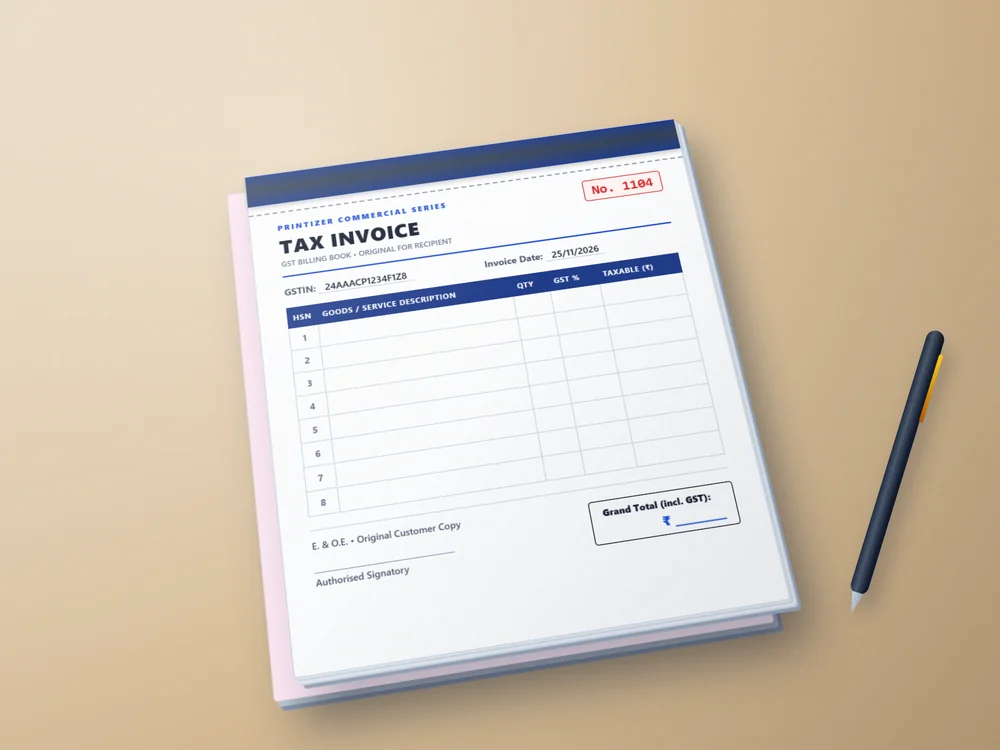 No. 1104
PRINTIZER COMMERCIAL SERIES
TAX INVOICE
GST BILLING BOOK • ORIGINAL FOR RECIPIENT
GSTIN: 24AAACP1234F1Z8 Invoice Date: 25/11/2026
HSN GOODS / SERVICE DESCRIPTION QTY GST % TAXABLE (₹)
1
2
3
4
5
6
7
8
E. & O.E. • Original Customer Copy
Grand Total (incl. GST):
₹
Authorised Signatory